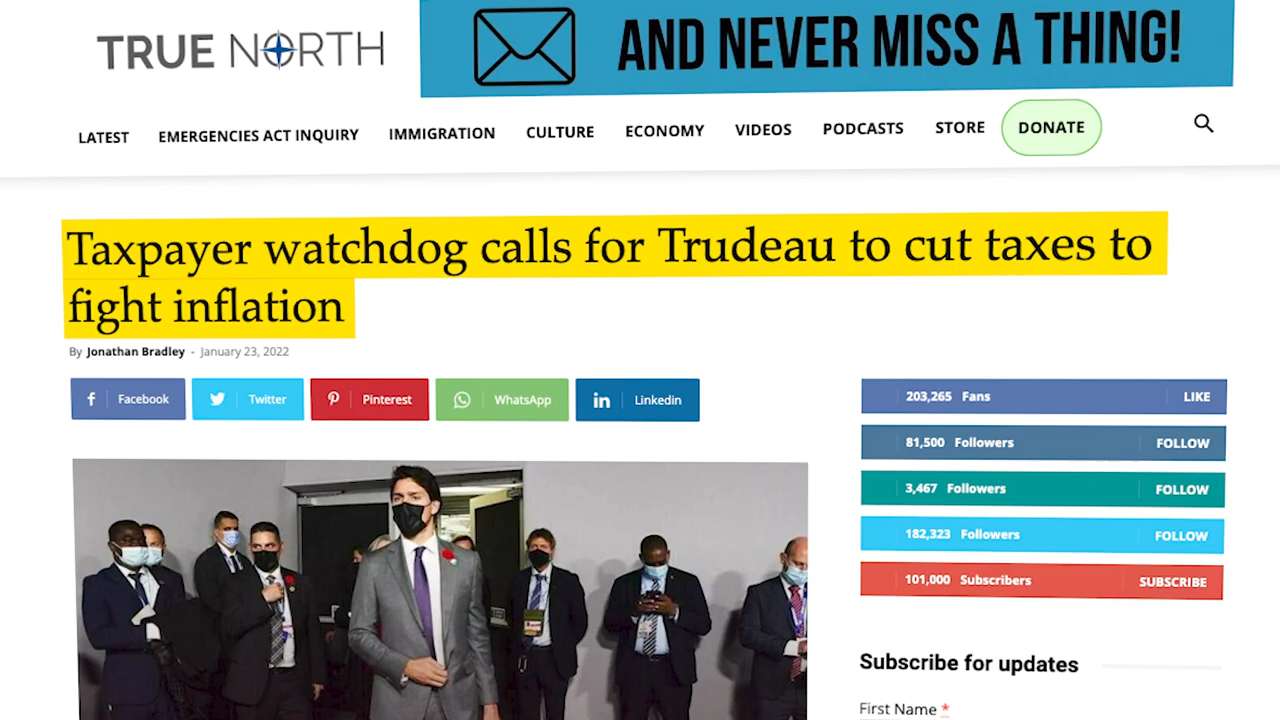 TRUE NORTH
AND NEVER MISS A THING!
LATEST EMERGENCIES ACT INQUIRY IMMIGRATION CULTURE ECONOMY VIDEOS PODCASTS STORE DONATE
Taxpayer watchdog calls for Trudeau to cut taxes to
fight inflation
By Jonathan Bradley - January 23, 2022
Facebook Twitter Pinterest WhatsApp Linkedin
203,265 Fans LIKE
81,500 Followers FOLLOW
3,467 Followers FOLLOW
182,323 Followers FOLLOW
101,000 Subscribers SUBSCRIBE
Subscribe for updates
First Name *